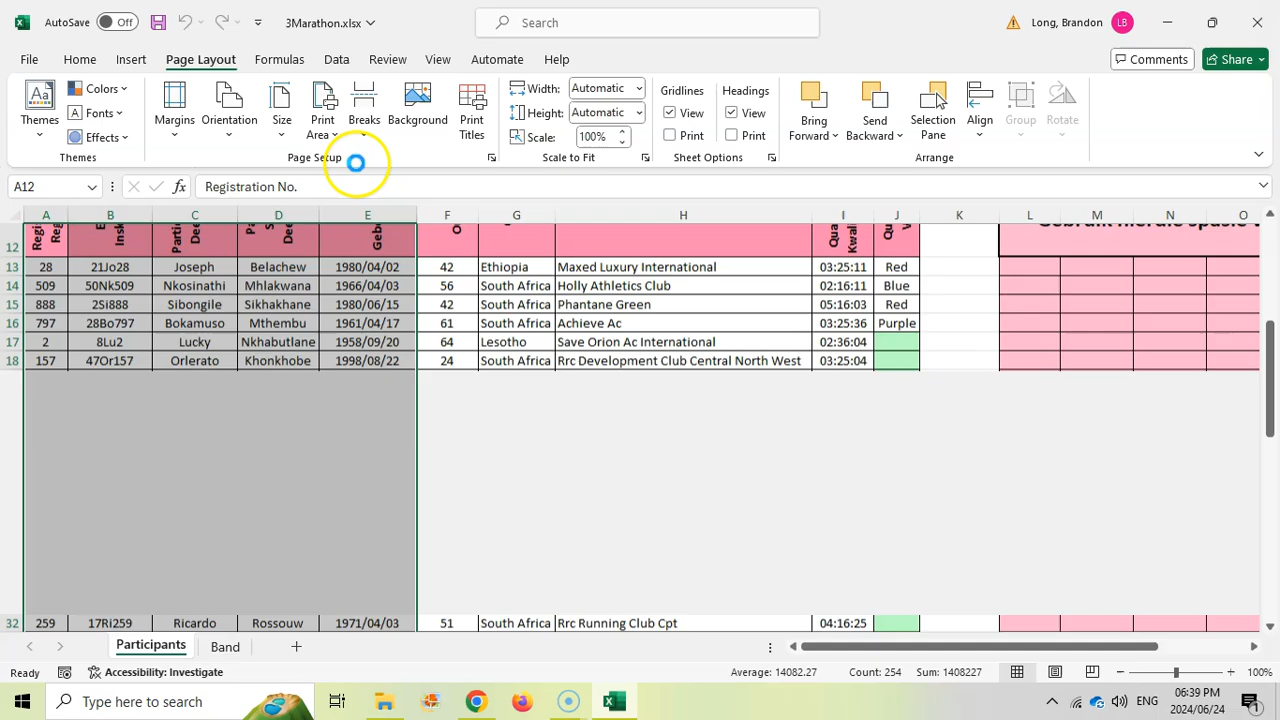 AutoSave Off 3Marathon.xlsx Search Long, Brandon LB
File Home Insert Page Layout Formulas Data Review View Automate Help Comments Share
Themes Colors Fonts Effects Margins Orientation Size Print Area Breaks Background Print Titles Width: Automatic Height: Automatic Scale: 100% Gridlines View Print Headings View Print Bring Forward Send Backward Selection Pane Align Group Rotate
Themes Page Setup Scale to Fit Sheet Options Arrange
A12 fx Registration No.
A B C D E F G H I J K L M N O
12
13 28 21Jo28 Joseph Belachew 1980/04/02 42 Ethiopia Maxed Luxury International 03:25:11 Red
14 509 50Nk509 Nkosinathi Mhlakwana 1966/04/03 56 South Africa Holly Athletics Club 02:16:11 Blue
15 888 2Si888 Sibongile Sikhakhane 1980/06/15 42 South Africa Phantane Green 05:16:03 Red
16 797 28Bo797 Bokamuso Mthembu 1961/04/17 61 South Africa Achieve Ac 03:25:36 Purple
17 2 8Lu2 Lucky Nkhabutlane 1958/09/20 64 Lesotho Save Orion Ac International 02:36:04
18 157 47Or157 Orlerato Khonkhobe 1998/08/22 24 South Africa Rrc Development Club Central North West 03:25:04
32 259 17Ri259 Ricardo Rossouw 1971/04/03 51 South Africa Rrc Running Club Cpt 04:16:25
Participants Band
Ready Accessibility: Investigate Average: 14082.27 Count: 254 Sum: 1408227 100%
Type here to search ENG 06:39 PM 2024/06/24